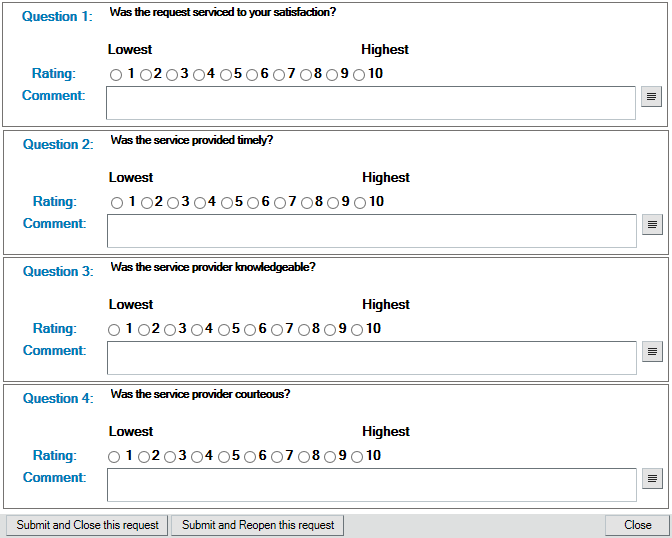 Question 1: Was the request serviced to your satisfaction?
Lowest Highest
Rating: 1 2 3 4 5 6 7 8 9 10
Comment:
Question 2: Was the service provided timely?
Lowest Highest
Rating: 1 2 3 4 5 6 7 8 9 10
Comment:
Question 3: Was the service provider knowledgeable?
Lowest Highest
Rating: 1 2 3 4 5 6 7 8 9 10
Comment:
Question 4: Was the service provider courteous?
Lowest Highest
Rating: 1 2 3 4 5 6 7 8 9 10
Comment:
Submit and Close this request Submit and Reopen this request Close